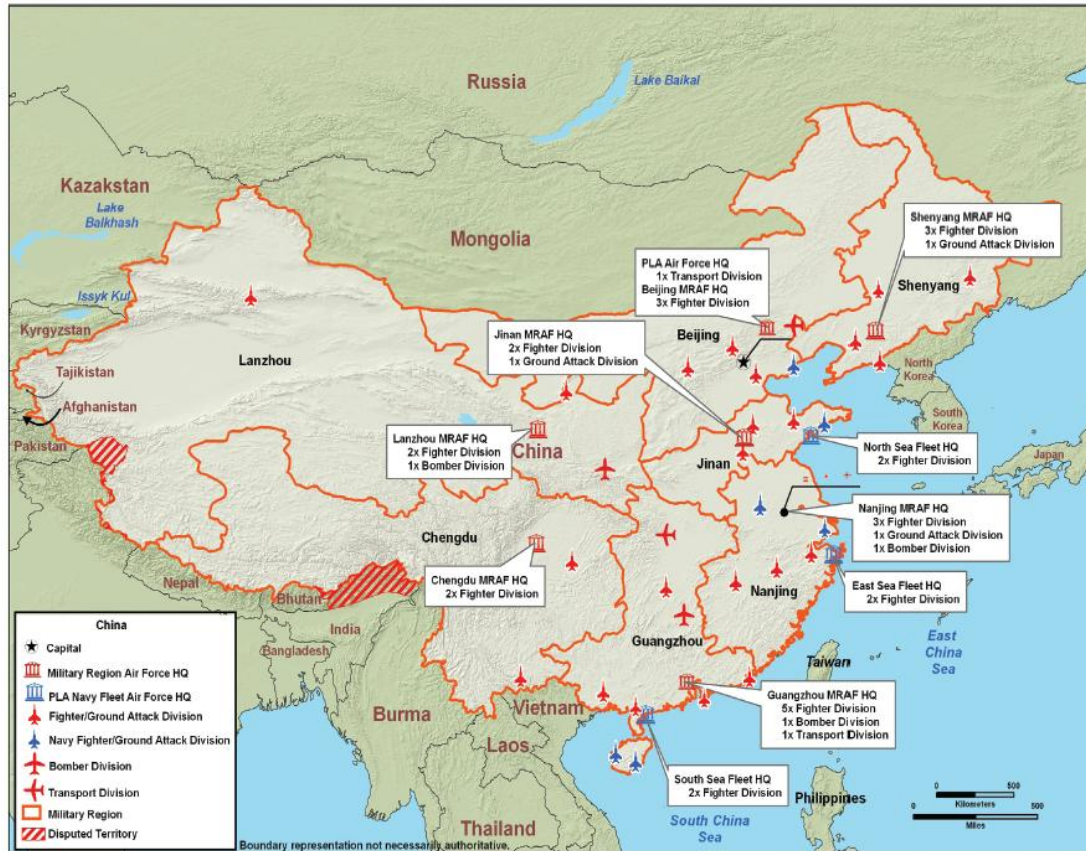 Russia
Lake Baikal
Kazakstan
Lake
Balkhash
Mongolia
Shenyang MRAF HQ
3x Fighter Division
1x Ground Attack Division
PLA Air Force HQ
1x Transport Division
Beijing MRAF HQ
3x Fighter Division
Issyk Kul
Shenyang
Kyrgyzstan
Beijing
Jinan MRAF HQ
2x Fighter Division
1x Ground Attack Division
Lanzhou
North
Korea
Tajikistan
Afghanistan
South
Korea
Pakistan
Lanzhou MRAF HQ
2x Fighter Division
1x Bomber Division
China
North Sea Fleet HQ
2x Fighter Division
Japan
Jinan
Nanjing MRAF HQ
3x Fighter Division
1x Ground Attack Division
1x Bomber Division
Chengdu
Chengdu MRAF HQ
2x Fighter Division
Nepal
Bhutan
Nanjing
East Sea Fleet HQ
2x Fighter Division
India
Bangladesh
Guangzhou
East
China
Sea
Taiwan
China
Capital
Military Region Air Force HQ
PLA Navy Fleet Air Force HQ
Fighter/Ground Attack Division
Navy Fighter/Ground Attack Division
Bomber Division
Transport Division
Military Region
Disputed Territory
Burma
Vietnam
Laos
Guangzhou MRAF HQ
5x Fighter Division
1x Bomber Division
1x Transport Division
South Sea Fleet HQ
2x Fighter Division
Philippines
South China
Sea
Thailand
0
500
Kilometers
0
500
Miles
Boundary representation not necessarily authoritative.